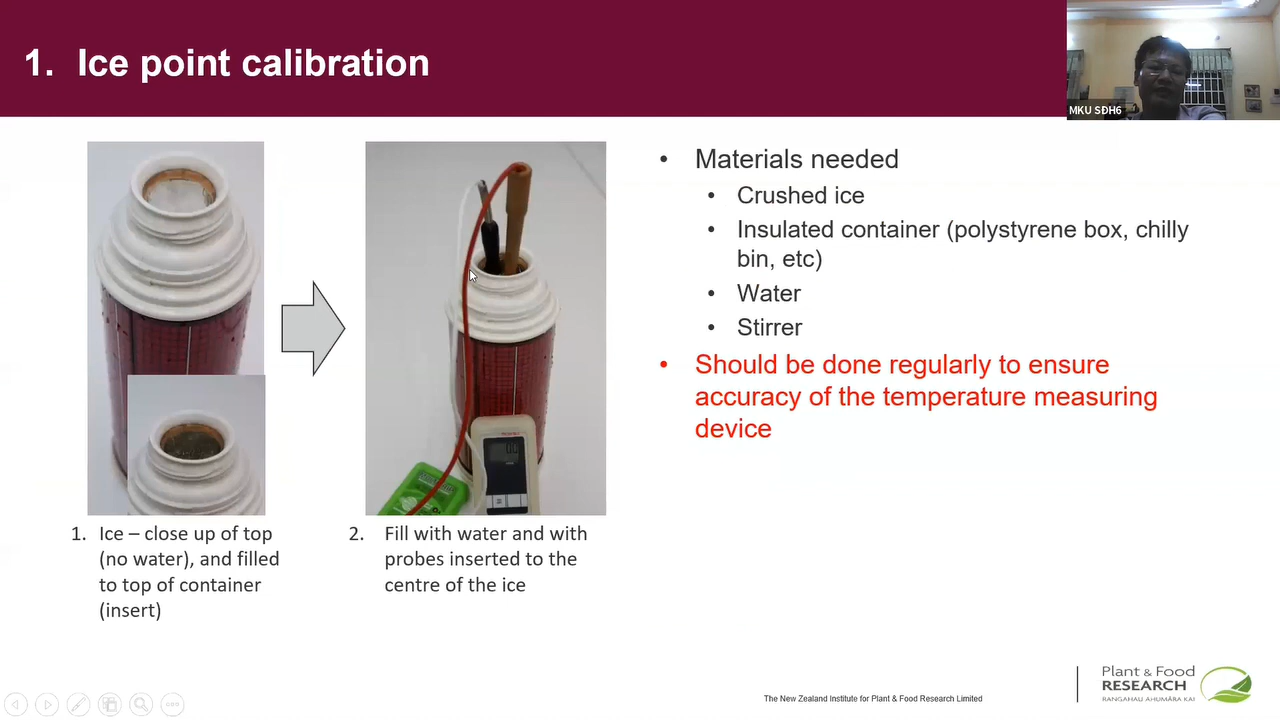 1. Ice point calibration
MKU SĐH6
• Materials needed
• Crushed ice
• Insulated container (polystyrene box, chilly
bin, etc)
• Water
• Stirrer
• Should be done regularly to ensure
accuracy of the temperature measuring
device
1. Ice – close up of top
(no water), and filled
to top of container
(insert)
2. Fill with water and with
probes inserted to the
centre of the ice
The New Zealand Institute for Plant & Food Research Limited
Plant & Food
RESEARCH
RANGAHAU AHUMĀRA KAI